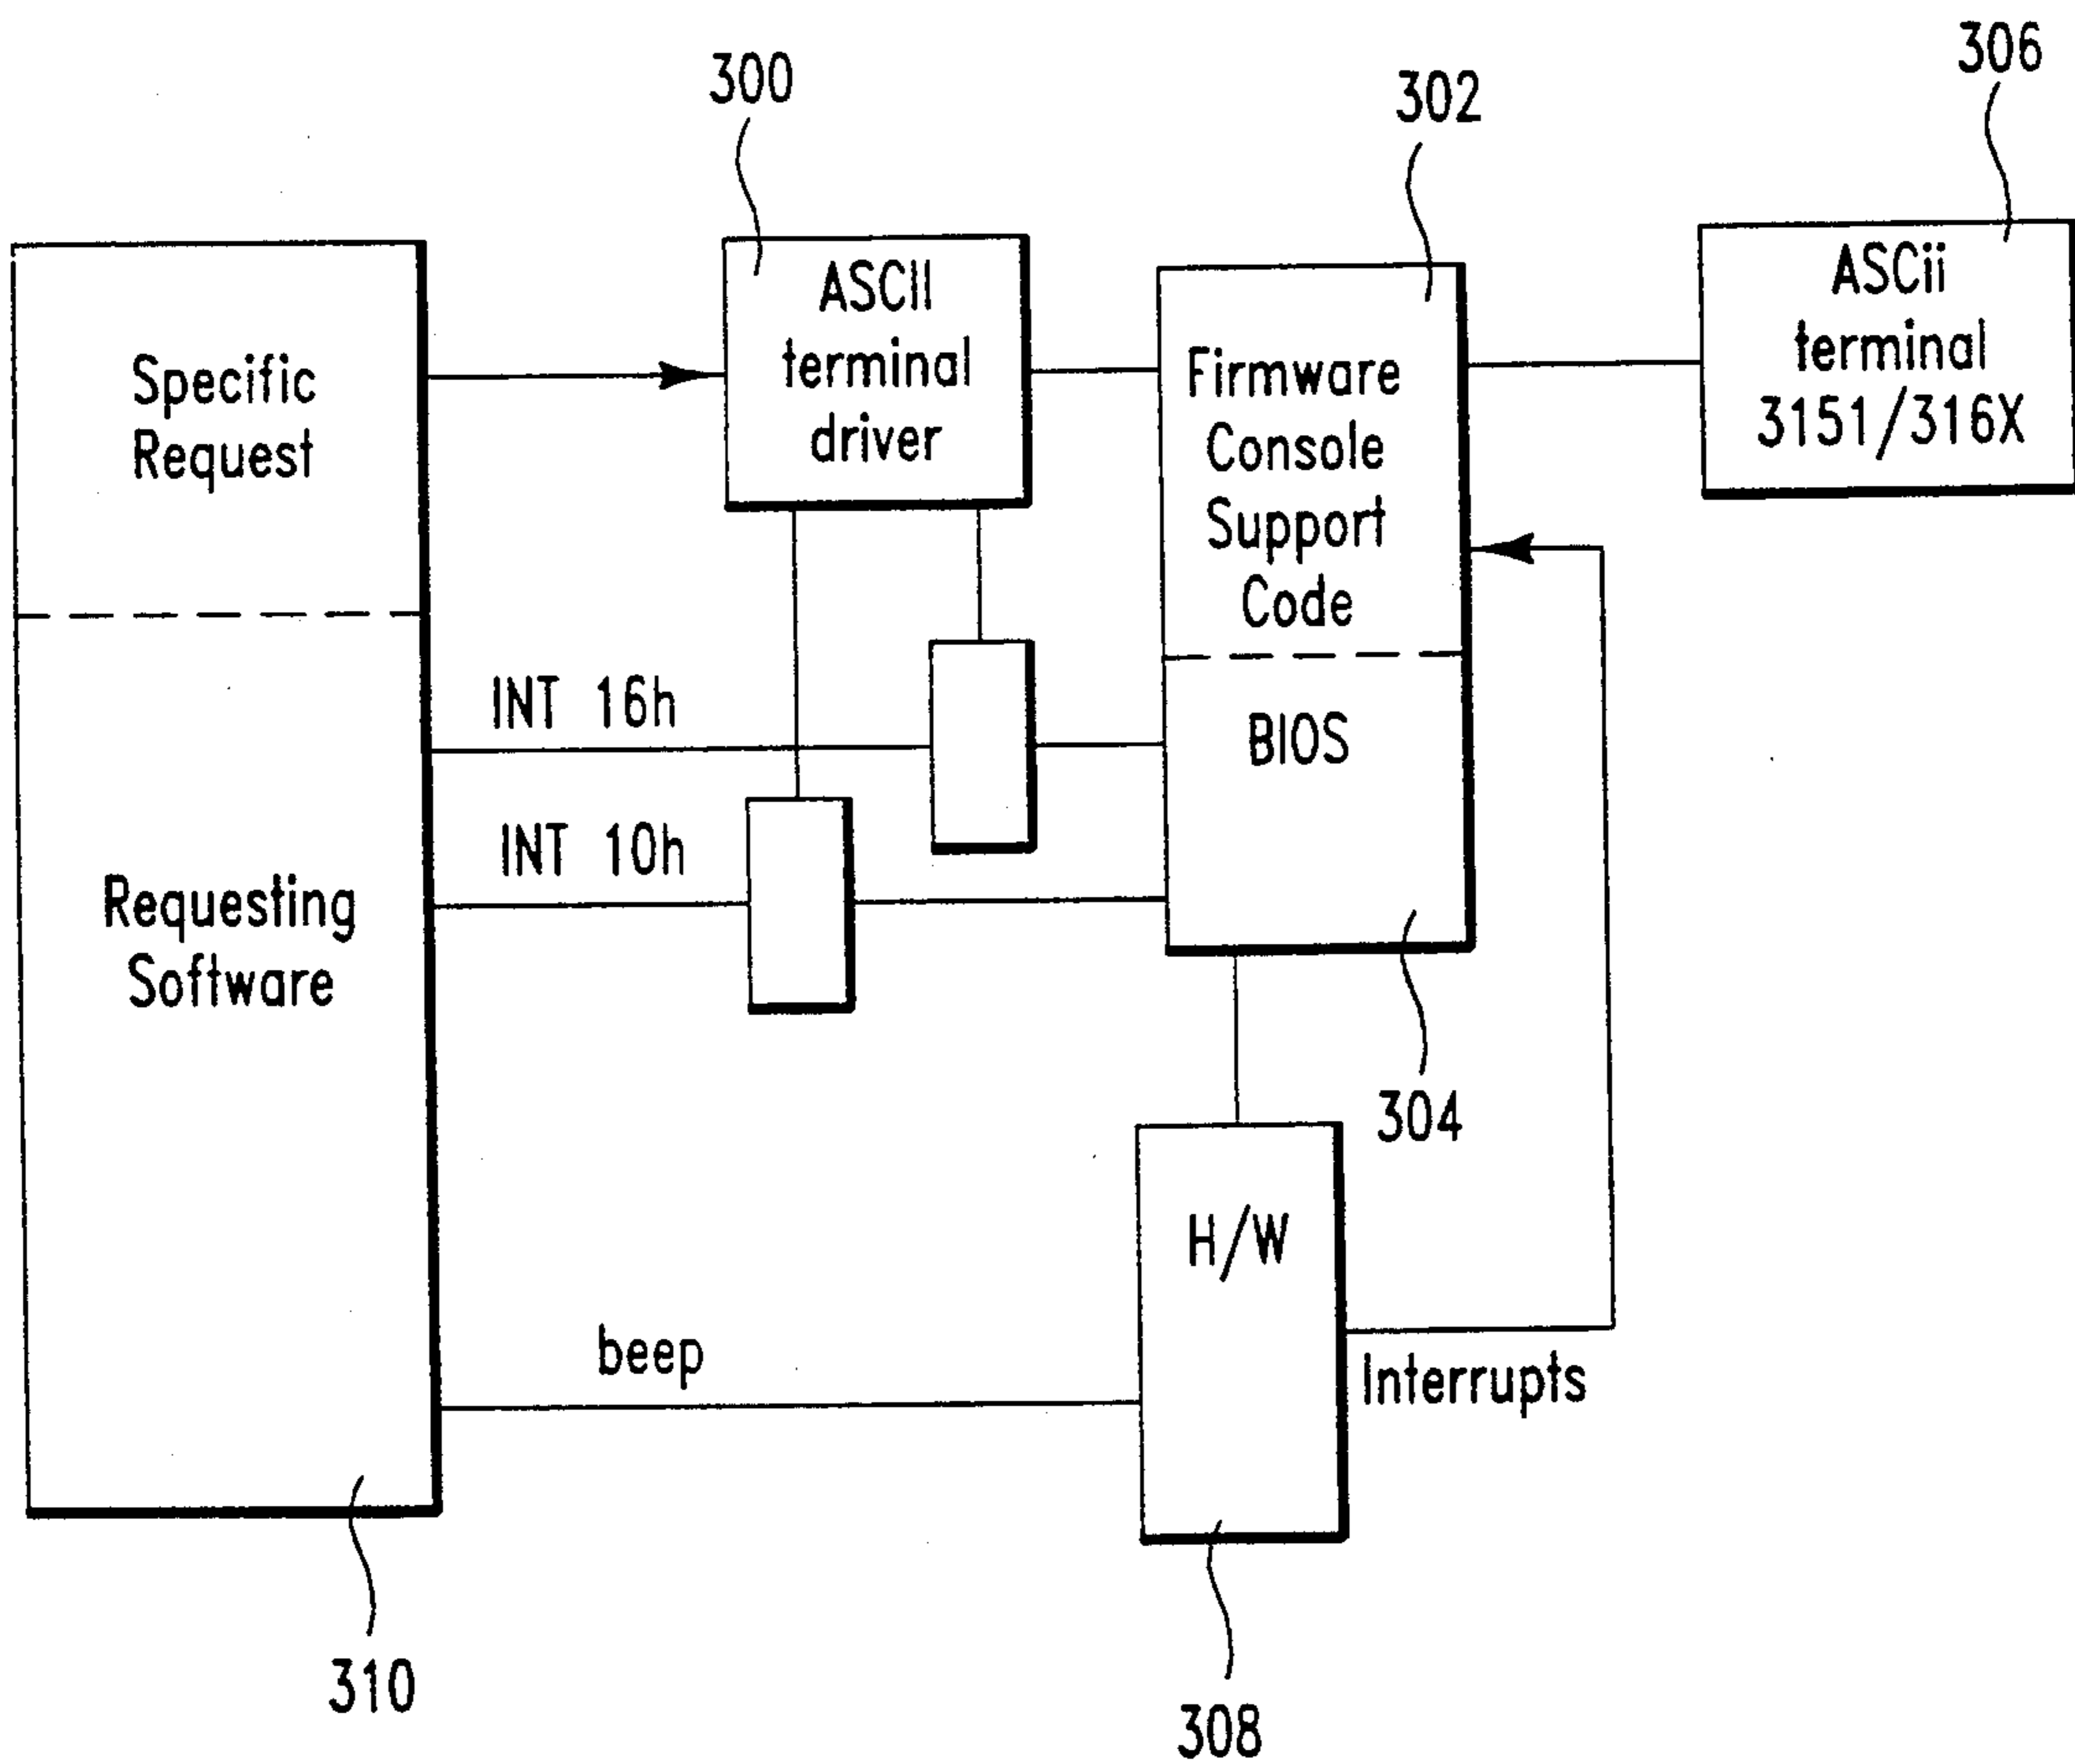 300
302
306
Specific
Request
ASCII
terminal
driver
Firmware
Console
Support
Code
ASCii
terminal
3151/316X
INT 16h
BIOS
INT 10h
Requesting
Software
304
H/W
beep
Interrupts
310
308